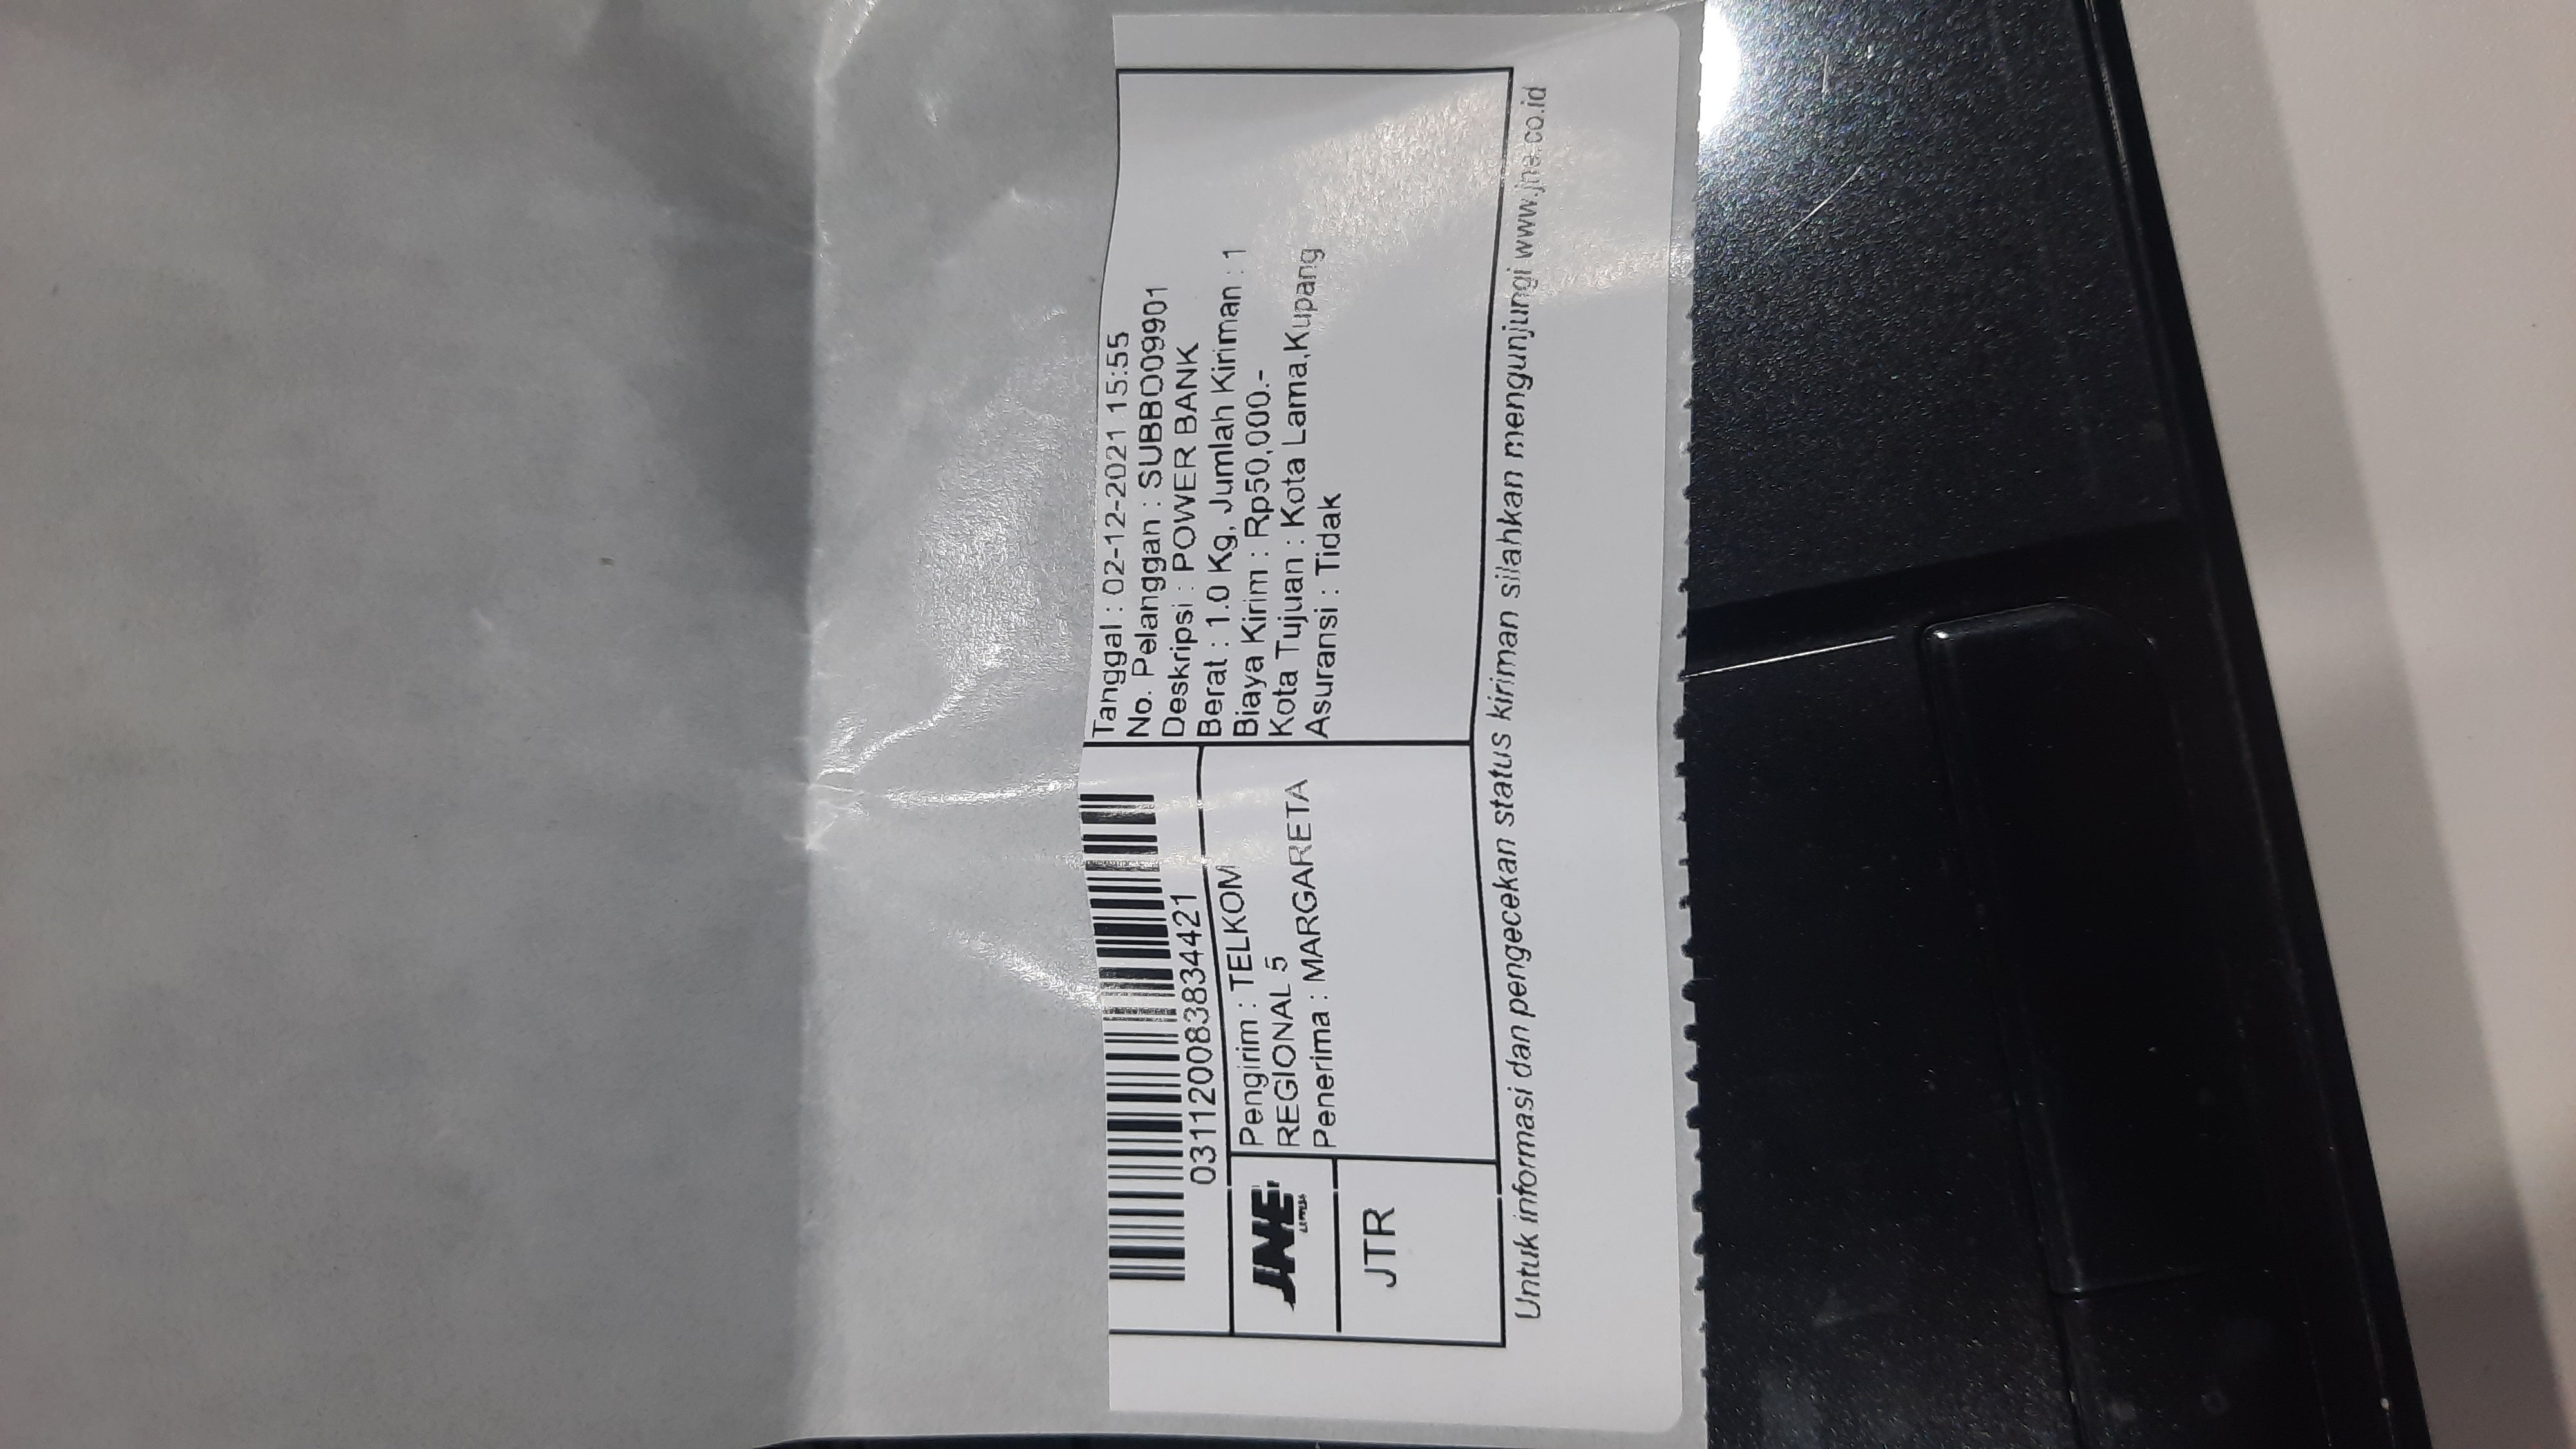 031120083834421
JNE
EXPRESS
JTR
Pengirim : TELKOM
REGIONAL 5
Penerima : MARGARETA
Tanggal : 02-12-2021 15:55
No. Pelanggan : SUBBO09901
Deskripsi : POWER BANK
Berat : 1.0 Kg, Jumlah Kiriman : 1
Biaya Kirim : Rp50,000.-
Kota Tujuan : Kota Lama,Kupang
Asuransi : Tidak
Untuk informasi dan pengecekan status kiriman silahkan mengunjungi www.jne.co.id